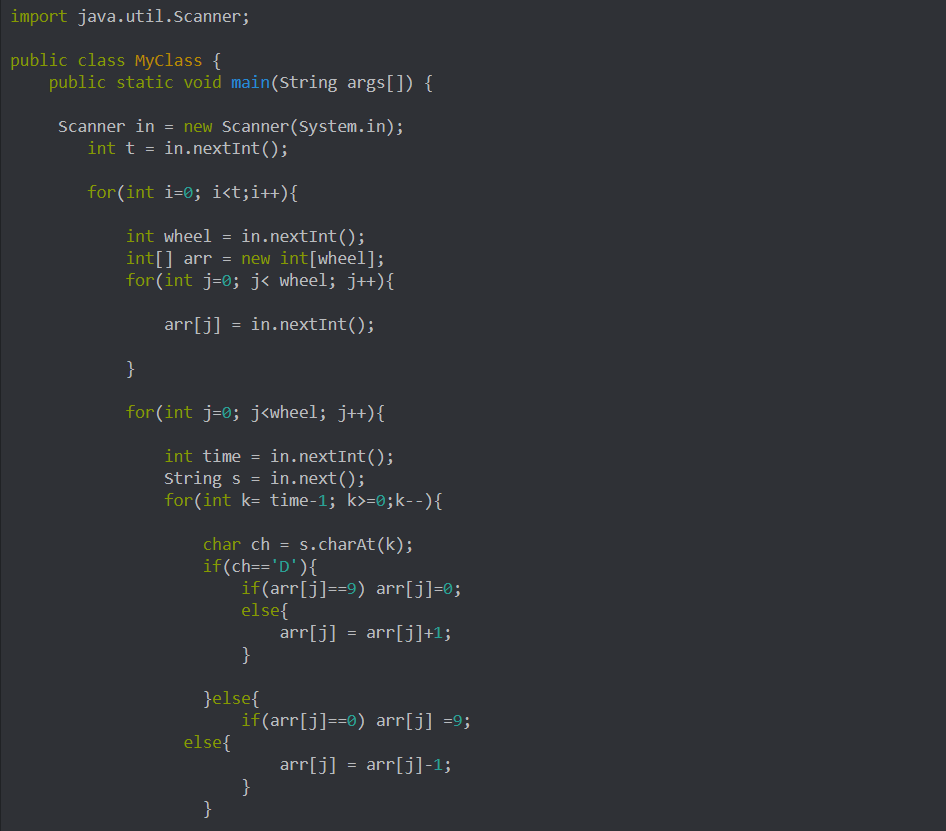 import java.util.Scanner;
public class MyClass {
public static void main(String args[]) {
Scanner in = new Scanner(System.in);
int t = in.nextInt();
for(int i=0; i<t;i++){
int wheel = in.nextInt();
int[] arr = new int[wheel];
for(int j=0; j< wheel; j++){
arr[j] = in.nextInt();
}
for(int j=0; j<wheel; j++){
int time = in.nextInt();
String s = in.next();
for(int k= time-1; k>=0;k--){
char ch = s.charAt(k);
if(ch=='D'){
if(arr[j]==9) arr[j]=0;
else{
arr[j] = arr[j]+1;
}
}else{
if(arr[j]==0) arr[j] =9;
else{
arr[j] = arr[j]-1;
}
}